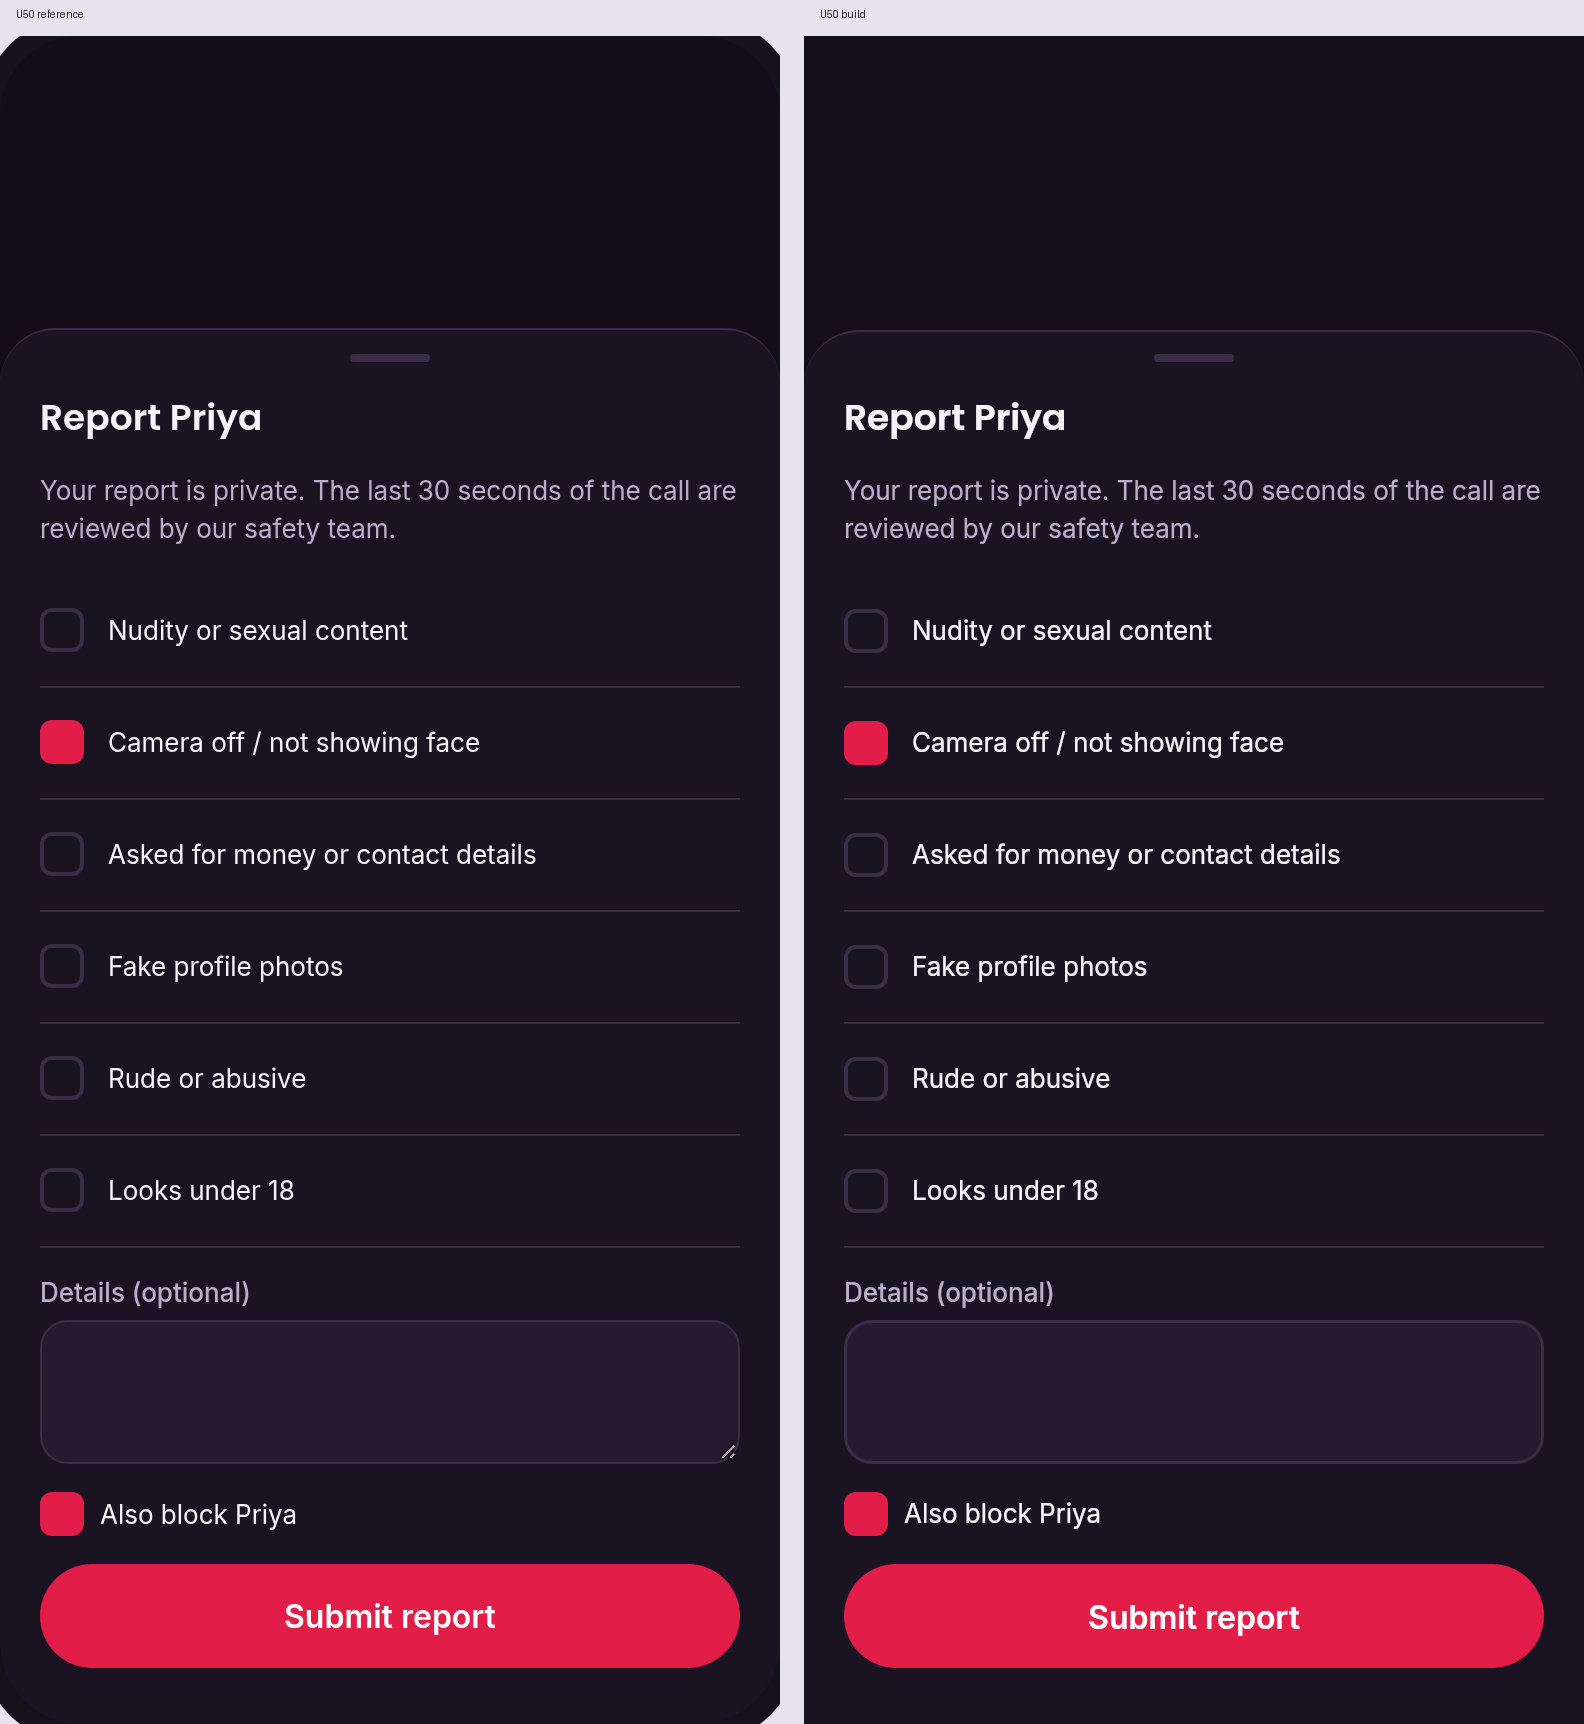 U50 reference
Report Priya
Your report is private. The last 30 seconds of the call are
reviewed by our safety team.
Nudity or sexual content
Camera off / not showing face
Asked for money or contact details
Fake profile photos
Rude or abusive
Looks under 18
Details (optional)
Also block Priya
Submit report
U50 build
Report Priya
Your report is private. The last 30 seconds of the call are
reviewed by our safety team.
Nudity or sexual content
Camera off / not showing face
Asked for money or contact details
Fake profile photos
Rude or abusive
Looks under 18
Details (optional)
Also block Priya
Submit report